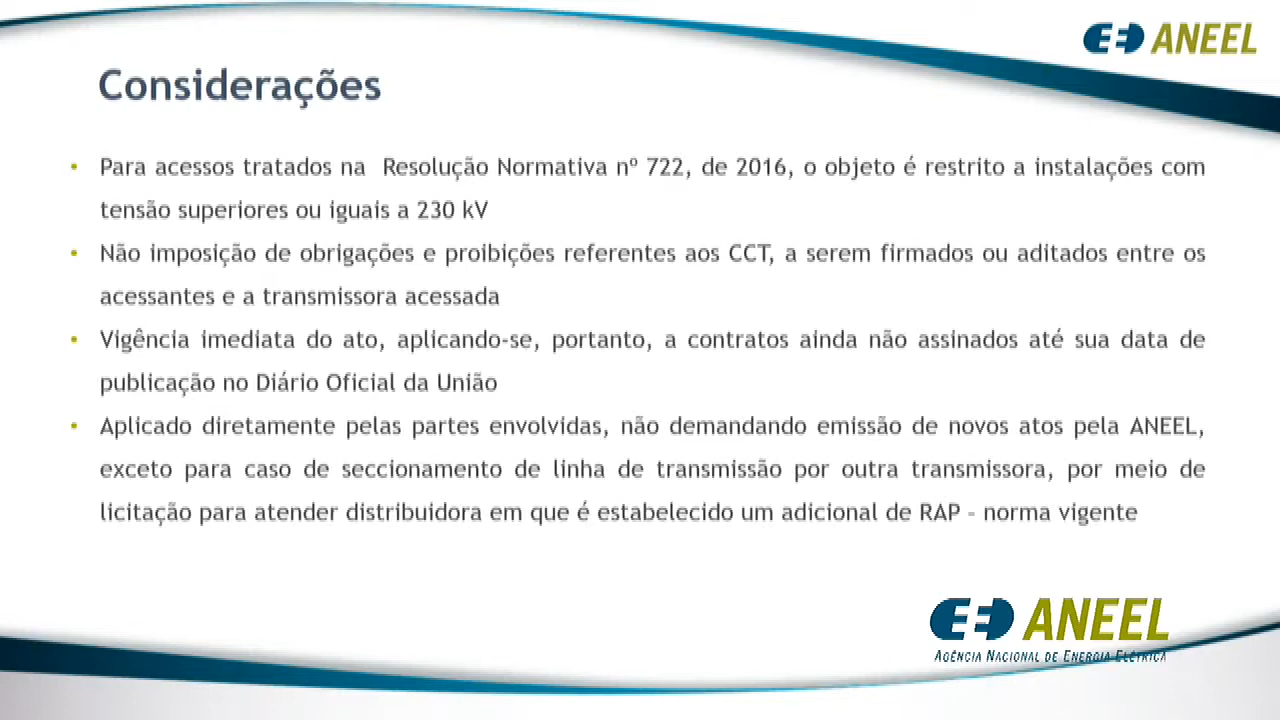 ANEEL
Considerações
• Para acessos tratados na Resolução Normativa nº 722, de 2016, o objeto é restrito a instalações com
tensão superiores ou iguais a 230 kV
• Não imposição de obrigações e proibições referentes aos CCT, a serem firmados ou aditados entre os
acessantes e a transmissora acessada
• Vigência imediata do ato, aplicando-se, portanto, a contratos ainda não assinados até sua data de
publicação no Diário Oficial da União
• Aplicado diretamente pelas partes envolvidas, não demandando emissão de novos atos pela ANEEL,
exceto para caso de seccionamento de linha de transmissão por outra transmissora, por meio de
licitação para atender distribuidora em que é estabelecido um adicional de RAP – norma vigente
ANEEL
AGÊNCIA NACIONAL DE ENERGIA ELÉTRICA